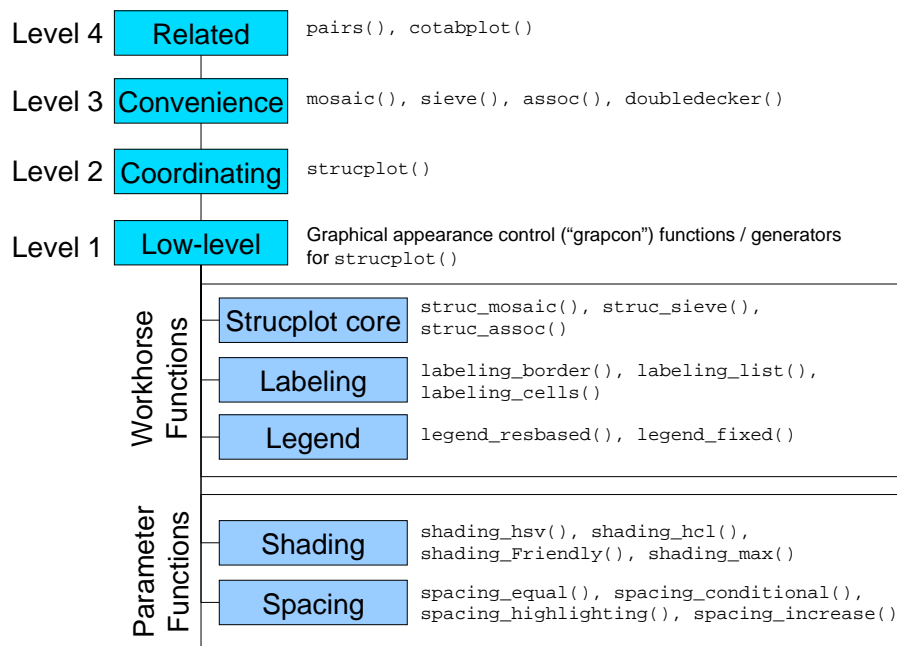 Level 4 Related pairs(), cotabplot()
Level 3 Convenience mosaic(), sieve(), assoc(), doubledecker()
Level 2 Coordinating strucplot()
Level 1 Low-level Graphical appearance control (“grapcon”) functions / generators
for strucplot()
Workhorse
Functions
Strucplot core struc_mosaic(), struc_sieve(),
struc_assoc()
Labeling labeling_border(), labeling_list(),
labeling_cells()
Legend legend_resbased(), legend_fixed()
Parameter
Functions
Shading shading_hsv(), shading_hcl(),
shading_Friendly(), shading_max()
Spacing spacing_equal(), spacing_conditional(),
spacing_highlighting(), spacing_increase()